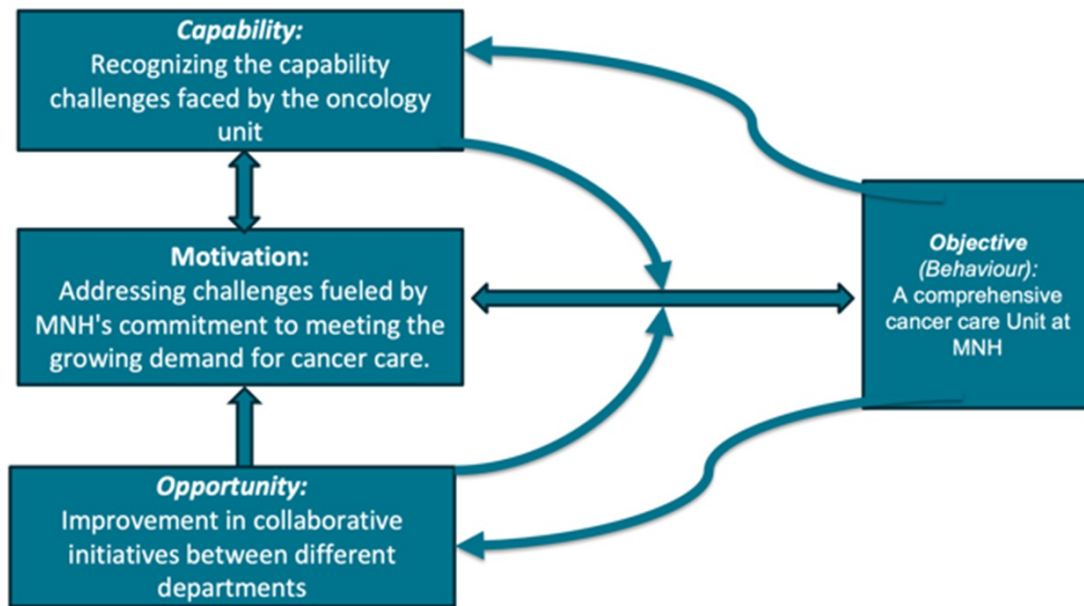 Capability:
Recognizing the capability
challenges faced by the oncology
unit
Motivation:
Addressing challenges fueled by
MNH's commitment to meeting the
growing demand for cancer care.
Opportunity:
Improvement in collaborative
initiatives between different
departments
Objective
(Behaviour):
A comprehensive
cancer care Unit at
MNH